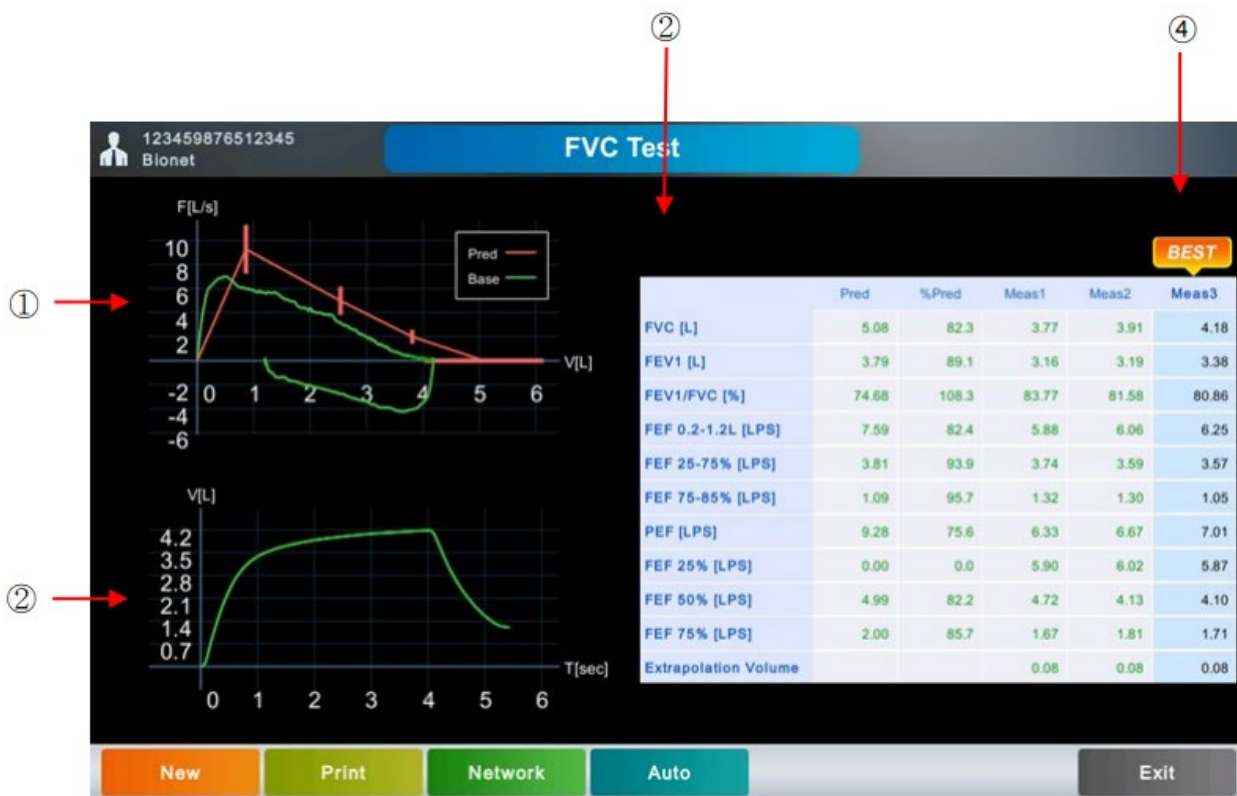 ② ④
123459876512345
Bionet
FVC Test
①
F[L/s]
10
8
6
4
2
-2
-4
-6
0 1 2 3 4 5 6
V[L]
Pred
Base
②
V[L]
4.2
3.5
2.8
2.1
1.4
0.7
0 1 2 3 4 5 6
T[sec]
BEST
Pred %Pred Meas1 Meas2 Meas3
FVC [L] 5.08 82.3 3.77 3.91 4.18
FEV1 [L] 3.79 89.1 3.16 3.19 3.38
FEV1/FVC [%] 74.68 108.3 83.77 81.58 80.86
FEF 0.2-1.2L [LPS] 7.59 82.4 5.88 6.06 6.25
FEF 25-75% [LPS] 3.81 93.9 3.74 3.59 3.57
FEF 75-85% [LPS] 1.09 95.7 1.32 1.30 1.05
PEF [LPS] 9.28 75.6 6.33 6.67 7.01
FEF 25% [LPS] 0.00 0.0 5.90 6.02 5.87
FEF 50% [LPS] 4.99 82.2 4.72 4.13 4.10
FEF 75% [LPS] 2.00 85.7 1.67 1.81 1.71
Extrapolation Volume 0.08 0.08 0.08
New Print Network Auto Exit